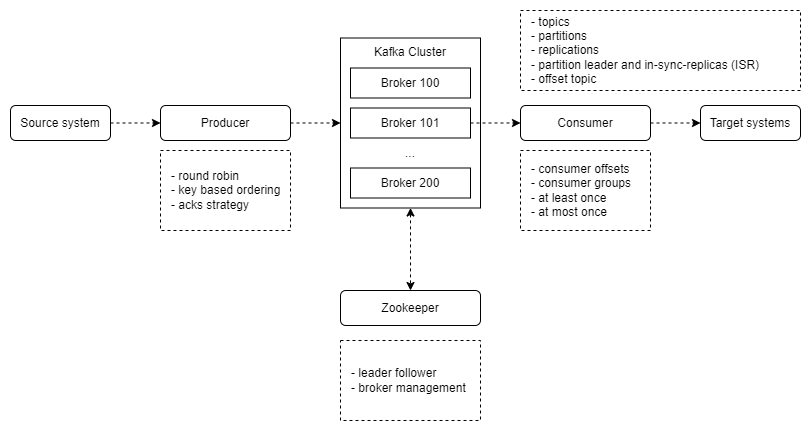 - topics
- partitions
- replications
- partition leader and in-sync-replicas (ISR)
- offset topic
Kafka Cluster
Broker 100
Source system
Producer
Broker 101
Consumer
Target systems
...
Broker 200
- round robin
- key based ordering
- acks strategy
- consumer offsets
- consumer groups
- at least once
- at most once
Zookeeper
- leader follower
- broker management